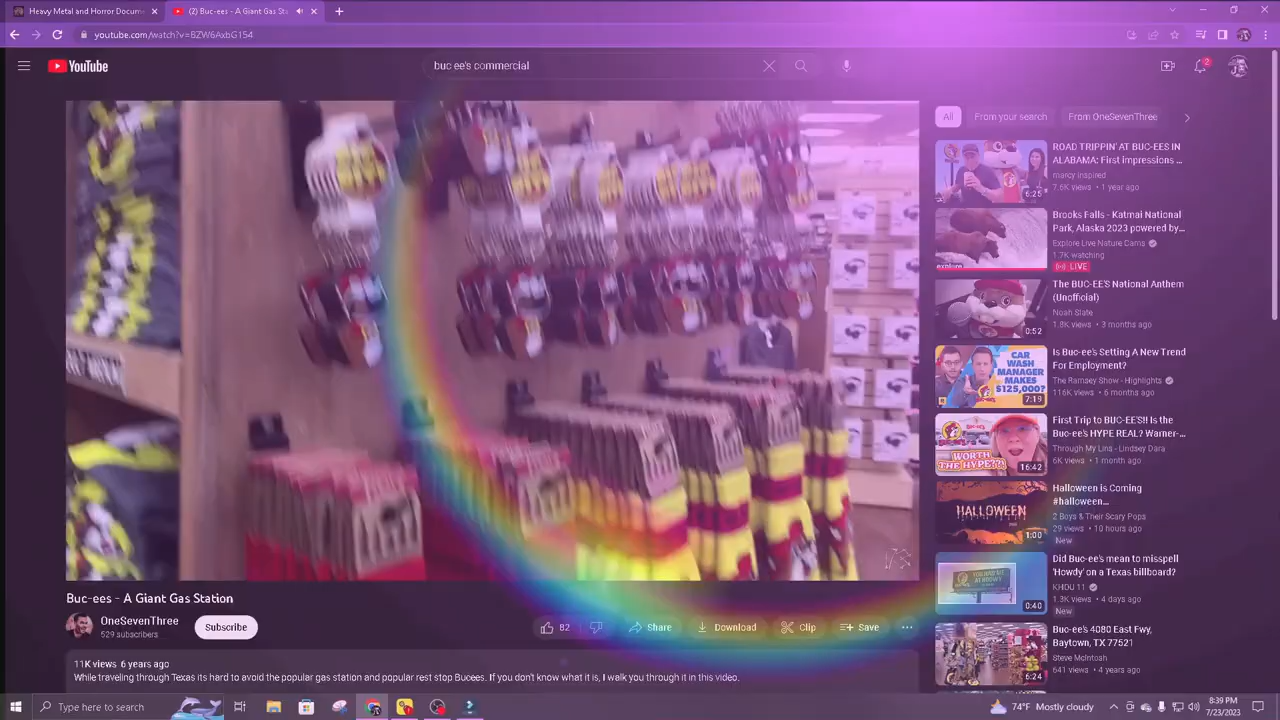 Heavy Metal and Horror Docum
(2) Buc-ees - A Giant Gas Sta
youtube.com/watch?v=BZW6AxbG154
YouTube
buc ee's commercial
2
All
From your search
From OneSevenThree
ROAD TRIPPIN' AT BUC-EES IN
ALABAMA: First impressions ...
marcy inspired
7.6K views • 1 year ago
6:25
Brooks Falls - Katmai National
Park, Alaska 2023 powered by...
Explore Live Nature Cams
1.7K watching
LIVE
explore
The BUC-EE'S National Anthem
(Unofficial)
Noah Slate
1.8K views • 3 months ago
0:52
Is Buc-ee's Setting A New Trend
For Employment?
The Ramsey Show - Highlights
116K views • 6 months ago
CAR
WASH
MANAGER
MAKES
$125,000?
7:19
First Trip to BUC-EE'S!! Is the
Buc-ee's HYPE REAL? Warner-...
Through My Lins - Lindsey Dara
6K views • 1 month ago
WORTH
THE HYPE??!
16:42
Halloween is Coming
#halloween...
2 Boys & Their Scary Pops
29 views • 10 hours ago
New
HALLOWEEN
1:00
Did Buc-ee's mean to misspell
'Howdy' on a Texas billboard?
KHOU 11
1.3K views • 4 days ago
New
0:40
Buc-ee's 4080 East Fwy,
Baytown, TX 77521
Steve McIntosh
641 views • 4 years ago
6:24
173
Buc-ees - A Giant Gas Station
OneSevenThree
529 subscribers
Subscribe
82
Share
Download
Clip
Save
11K views 6 years ago
While traveling through Texas its hard to avoid the popular gas station and popular rest stop Bucees. If you don't know what it is, I walk you through it in this video.
Type here to search
74°F Mostly cloudy
8:39 PM
7/23/2023